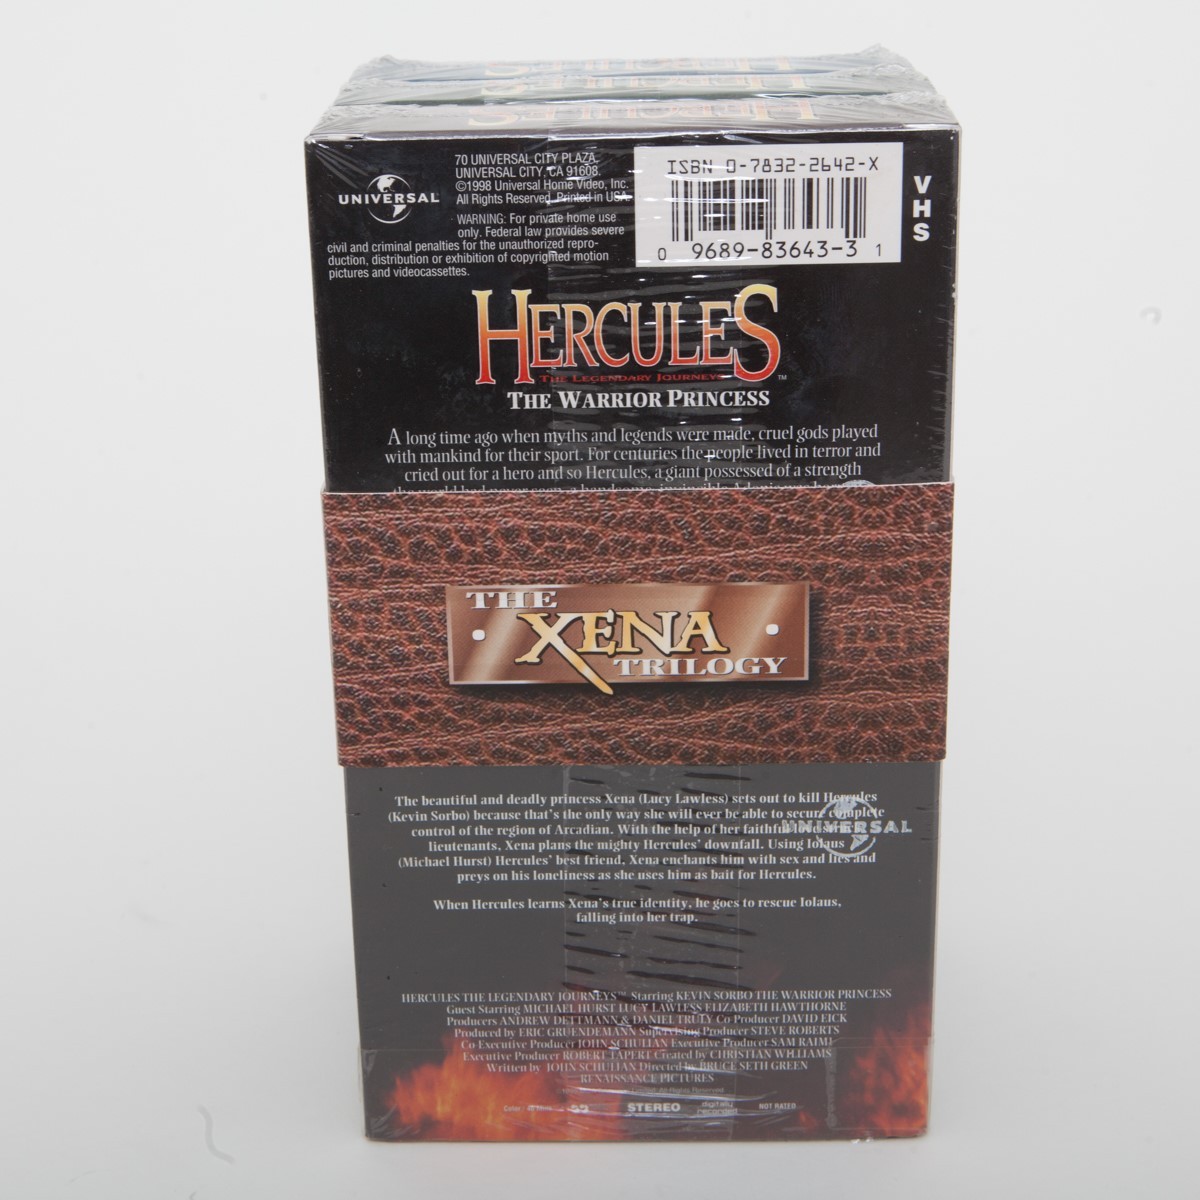 UNIVERSAL
70 UNIVERSAL CITY PLAZA.
UNIVERSAL CITY, CA 91608.
©1998 Universal Home Video, Inc.
All Rights Reserved. Printed in USA.
WARNING: For private home use
only. Federal law provides severe
civil and criminal penalties for the unauthorized repro-
duction, distribution or exhibition of copyrighted motion
pictures and videocassettes.
ISBN 0-7832-2642-X
0 9689-83643-3 1
VHS
HERCULES
THE LEGENDARY JOURNEYS ™
THE WARRIOR PRINCESS
A long time ago when myths and legends were made, cruel gods played
with mankind for their sport. For centuries the people lived in terror and
cried out for a hero and so Hercules, a giant possessed of a strength
THE
XENA
TRILOGY
The beautiful and deadly princess Xena (Lucy Lawless) sets out to kill Hercules
(Kevin Sorbo) because that's the only way she will ever be able to secure complete
control of the region of Arcadian. With the help of her faithful
lieutenants, Xena plans the mighty Hercules' downfall. Using Iolaus
(Michael Hurst) Hercules' best friend, Xena enchants him with sex and lies and
preys on his loneliness as she uses him as bait for Hercules.
UNIVERSAL
When Hercules learns Xena's true identity, he goes to rescue Iolaus,
falling into her trap.
HERCULES THE LEGENDARY JOURNEYS™ Starring KEVIN SORBO THE WARRIOR PRINCESS
Guest Starring MICHAEL HURST LUCY LAWLESS ELIZABETH HAWTHORNE
Producers ANDREW DETTMANN & DANIEL TRULY Co Producer DAVID EICK
Produced by ERIC GRUENDEMANN Supervising Producer STEVE ROBERTS
Co Executive Producer JOHN SCHULIAN Executive Producer SAM RAIMI
Executive Producer ROBERT TAPERT Created by CHRISTIAN WILLIAMS
Written by JOHN SCHULIAN Directed by BRUCE SETH GREEN
RENAISSANCE PICTURES
All Rights Reserved
Color STEREO digitally recorded NOT RATED